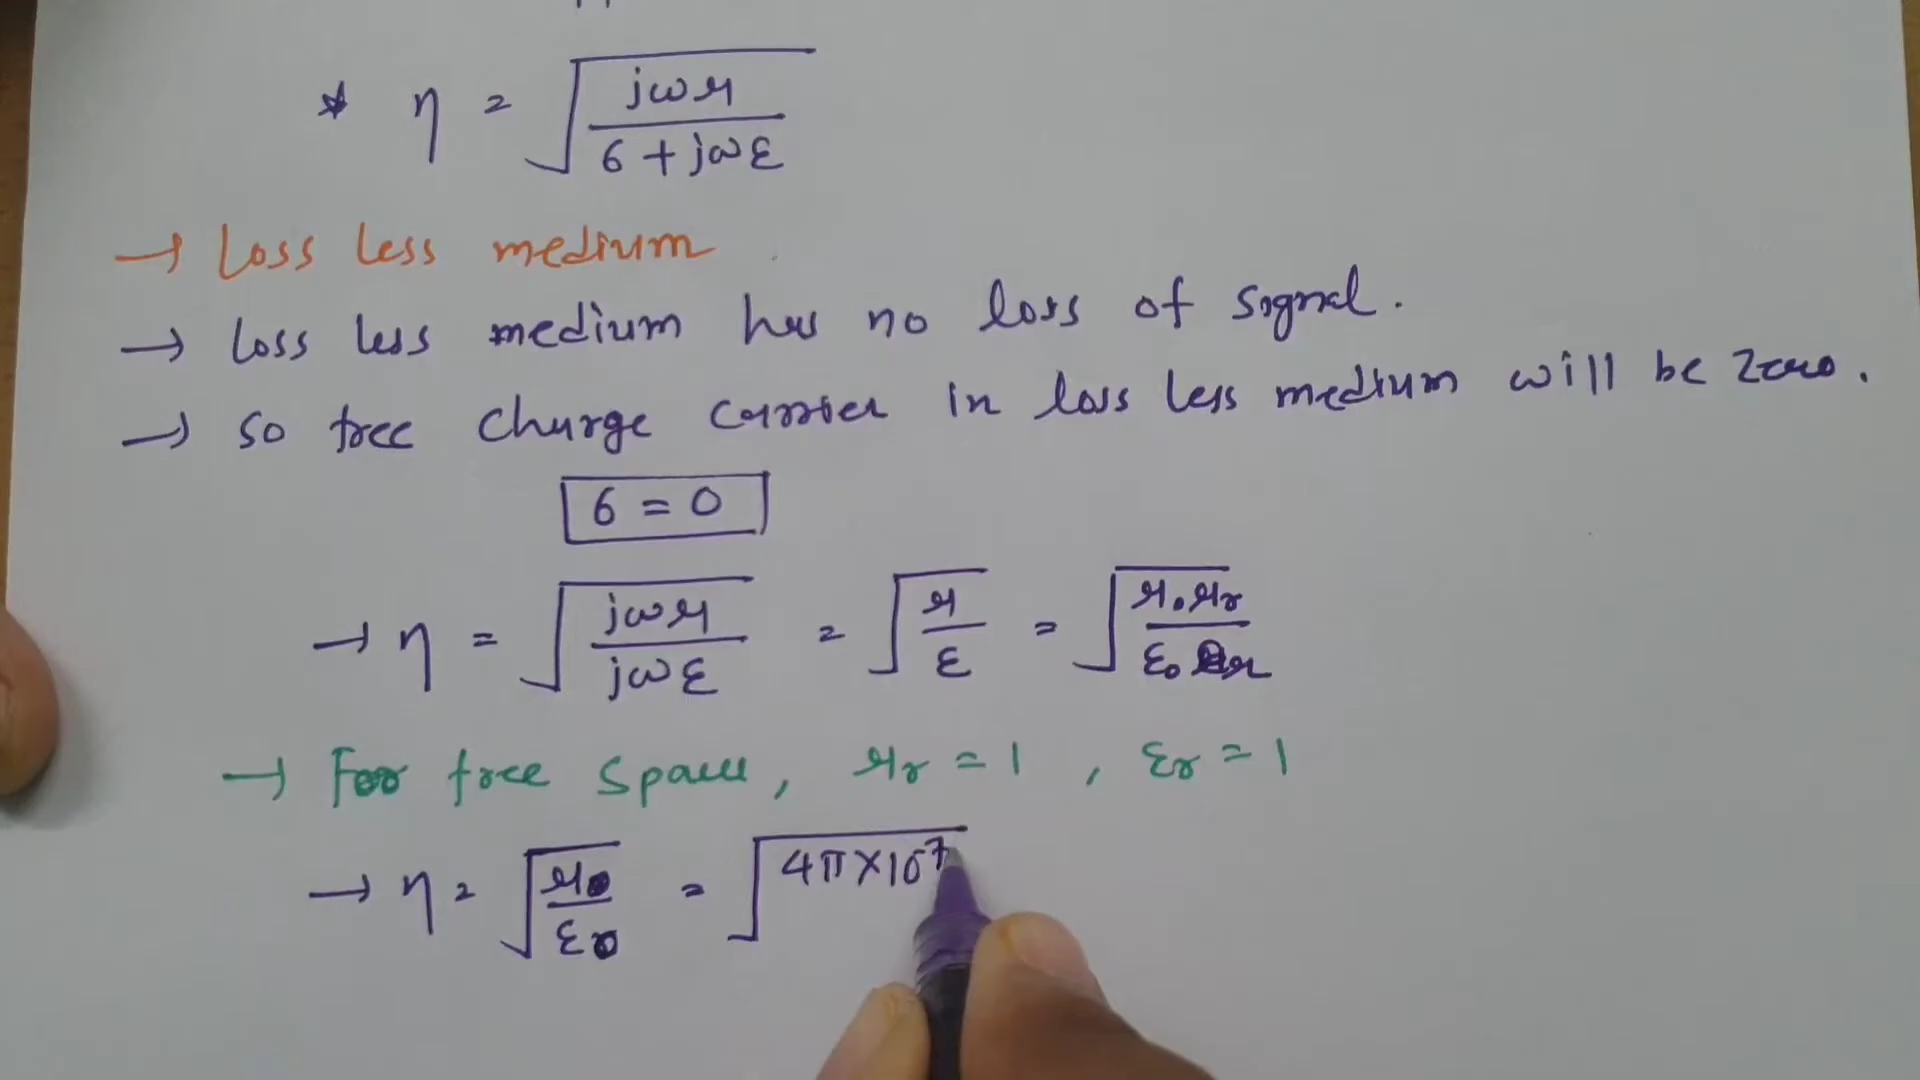 * η = √(jωμ / σ + jωε)
→ Loss less medium
→ Loss less medium has no loss of signal.
→ so free charge carrier in loss less medium will be zero.
σ = 0
→ η = √(jωμ / jωε) = √(μ / ε) = √(μ₀μr / ε₀εr)
→ For free space, μr = 1 , εr = 1
→ η = √(μ₀ / ε₀) = √(4π×10⁻⁷